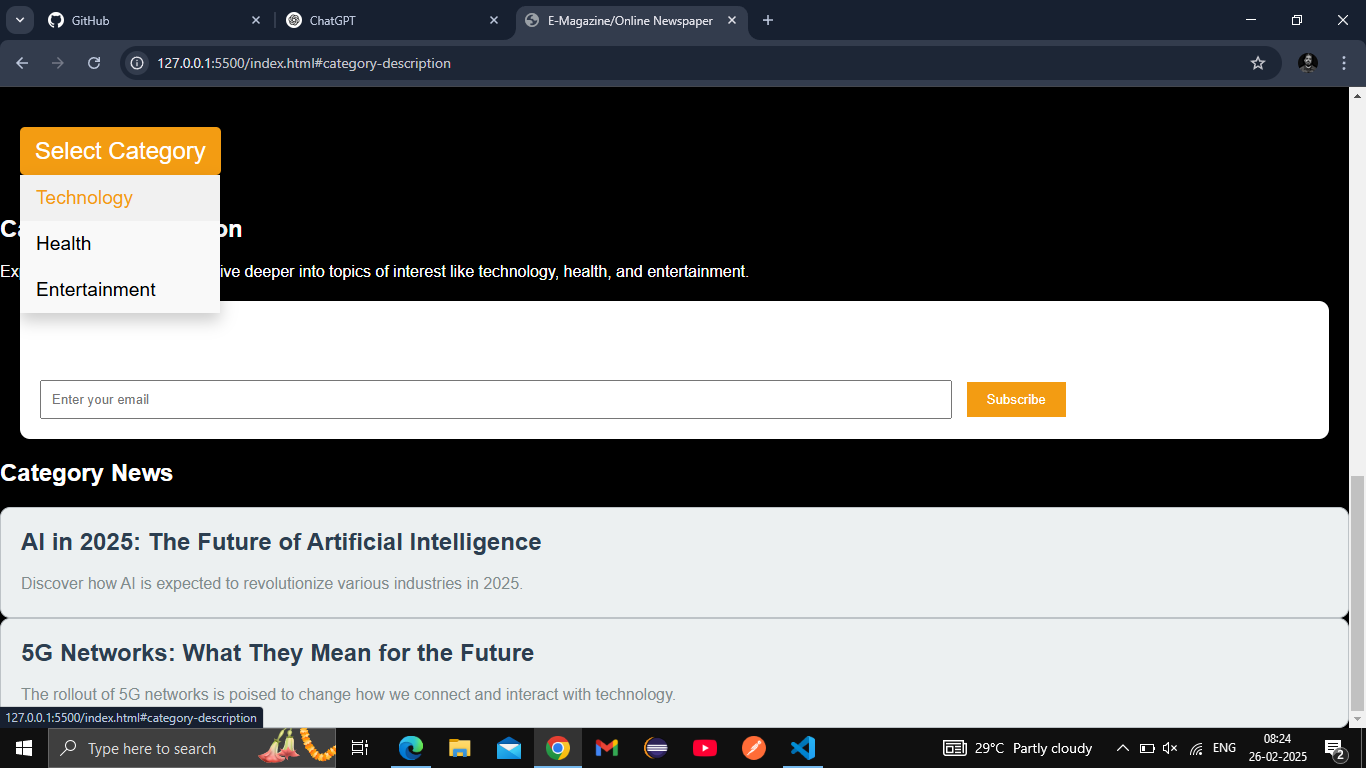 GitHub
ChatGPT
E-Magazine/Online Newspaper
127.0.0.1:5500/index.html#category-description
Select Category
Technology
Health
Entertainment
on
ive deeper into topics of interest like technology, health, and entertainment.
Enter your email
Subscribe
Category News
AI in 2025: The Future of Artificial Intelligence
Discover how AI is expected to revolutionize various industries in 2025.
5G Networks: What They Mean for the Future
The rollout of 5G networks is poised to change how we connect and interact with technology.
127.0.0.1:5500/index.html#category-description
Type here to search
29°C Partly cloudy
ENG
08:24
26-02-2025
2